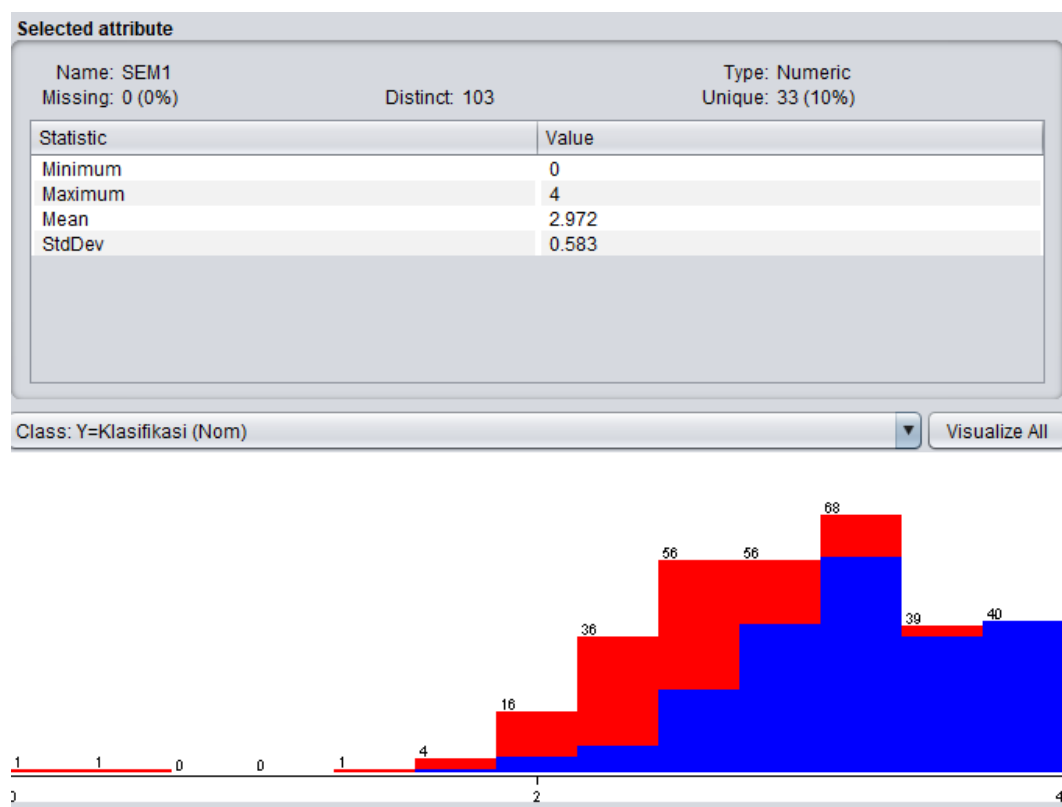 Selected attribute
Name: SEM1 Type: Numeric
Missing: 0 (0%) Distinct: 103 Unique: 33 (10%)
Statistic Value
Minimum 0
Maximum 4
Mean 2.972
StdDev 0.583
Class: Y=Klasifikasi (Nom) Visualize All
68
56 56
39 40
36
16
1 1 0 0 1 4
0 2 4